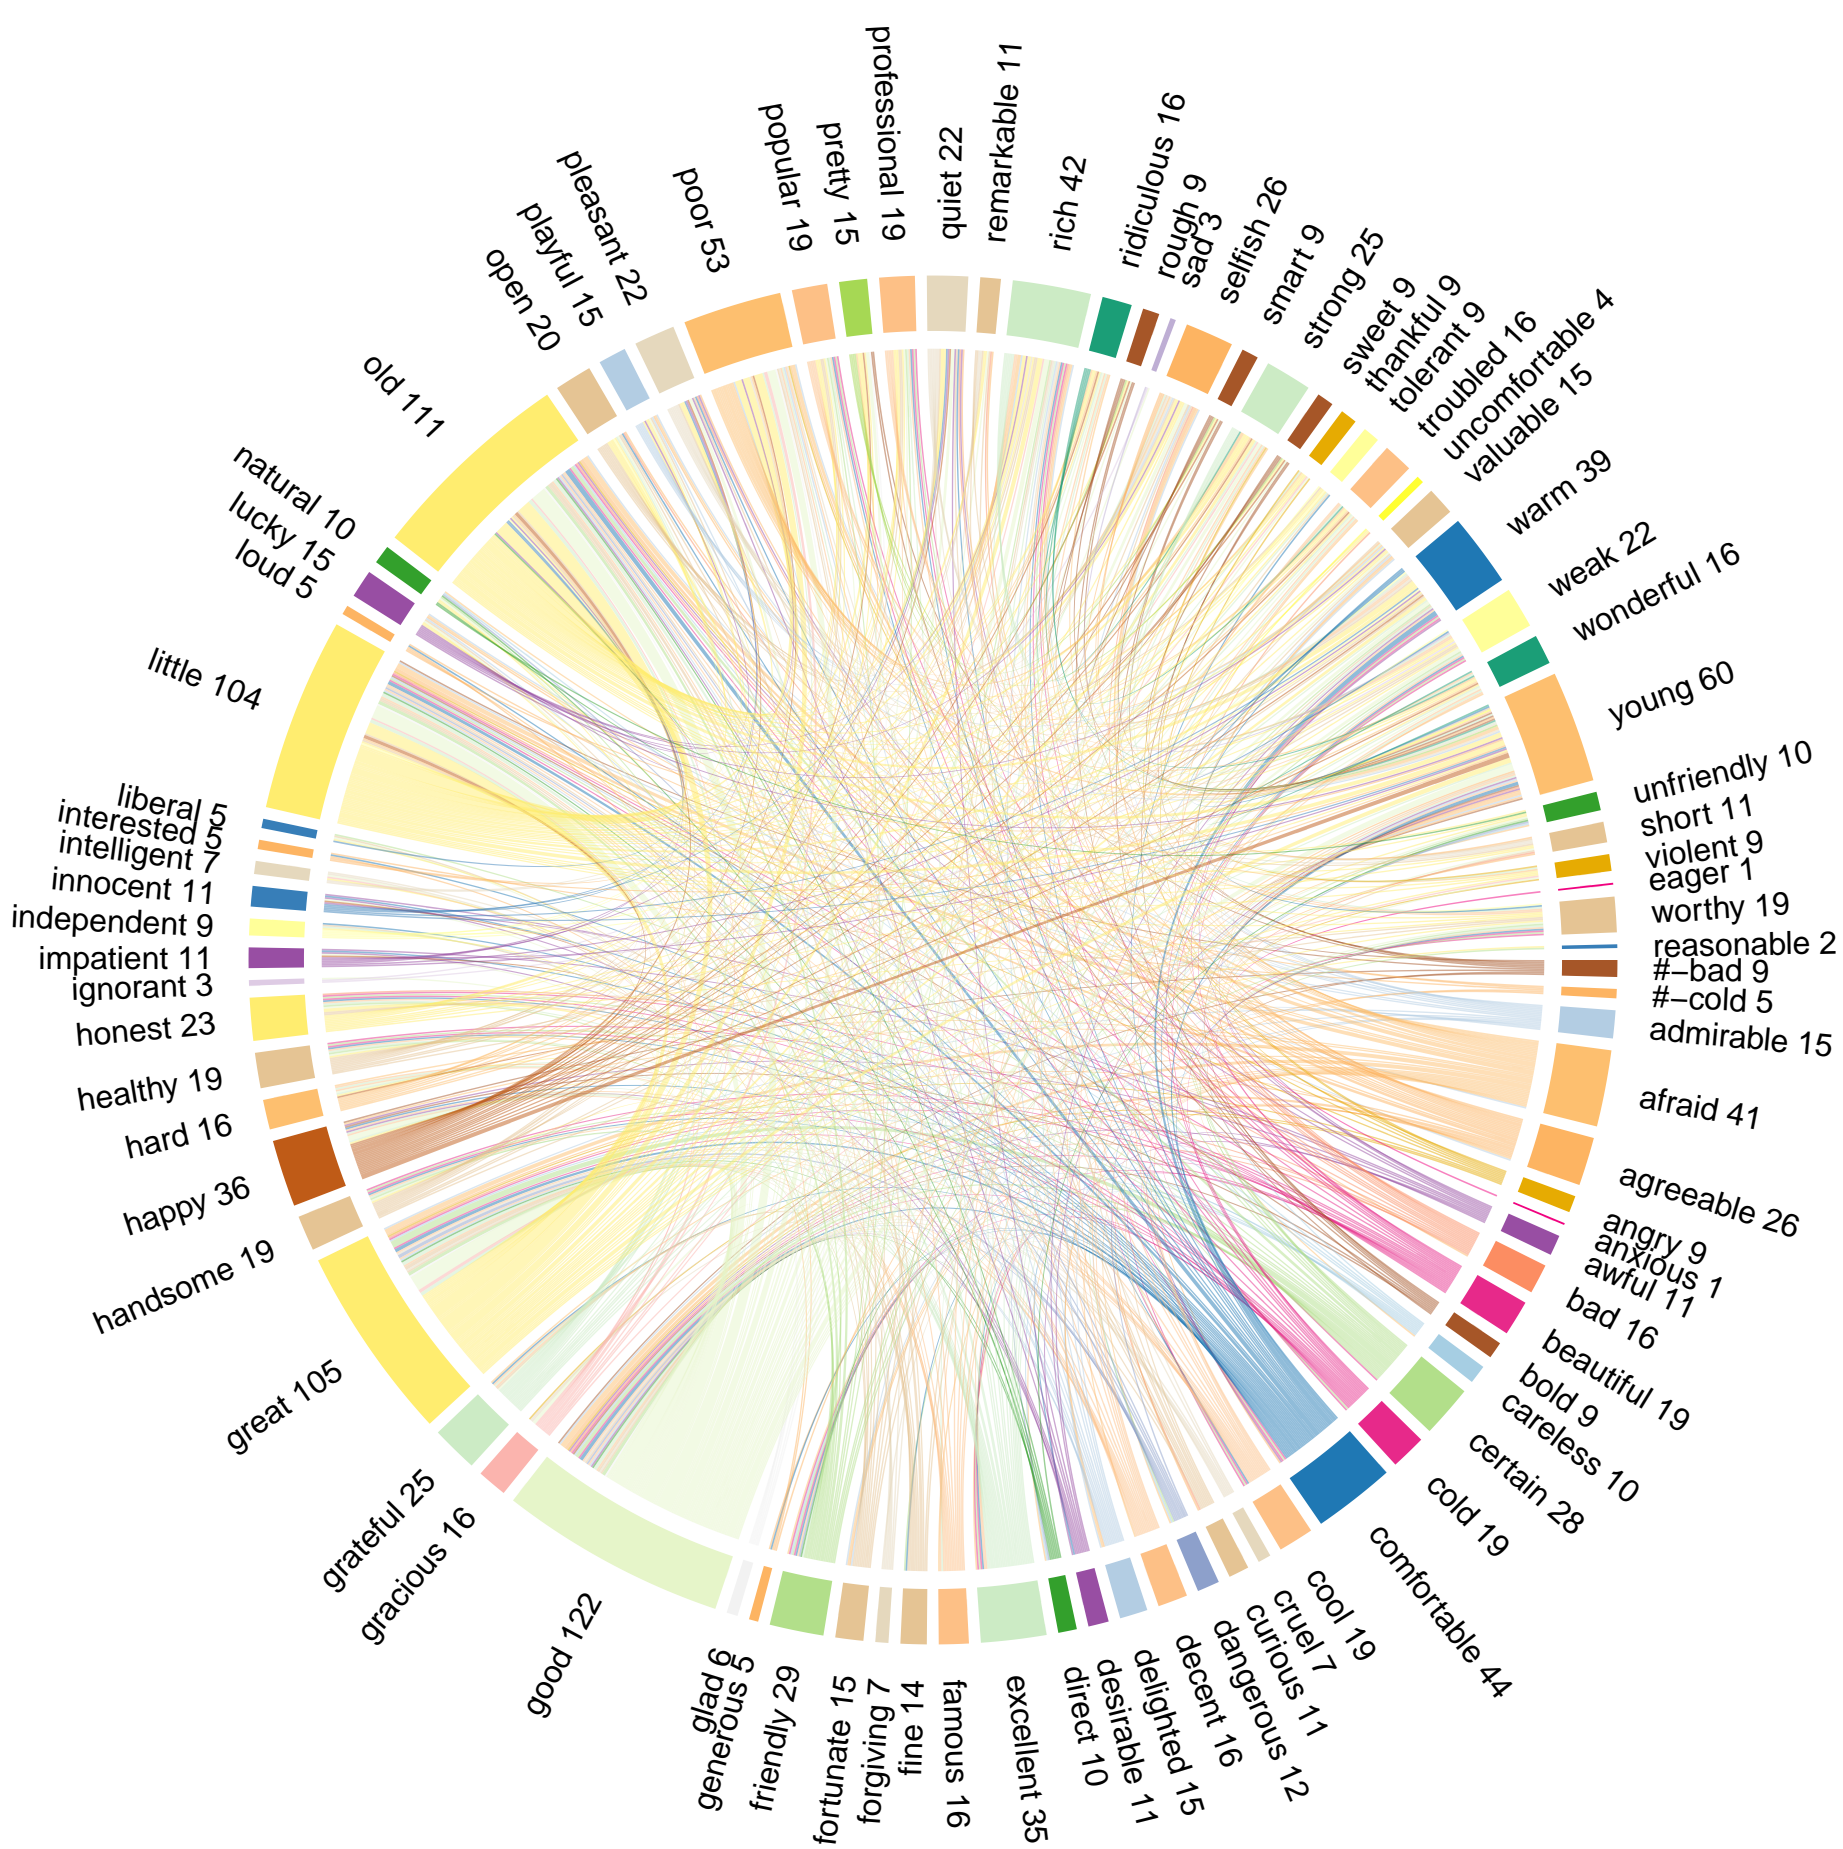 professional 19
quiet 22
remarkable 11
rich 42
ridiculous 16
rough 9
sad 3
selfish 26
smart 9
strong 25
sweet 9
thankful 9
tolerant 9
troubled 16
uncomfortable 4
valuable 15
warm 39
weak 22
wonderful 16
young 60
unfriendly 10
short 11
violent 9
eager 1
worthy 19
reasonable 2
#−bad 9
#−cold 5
admirable 15
afraid 41
agreeable 26
angry 9
anxious 1
awful 11
bad 16
beautiful 19
bold 9
careless 10
certain 28
cold 19
comfortable 44
cool 19
cruel 7
curious 11
dangerous 12
decent 16
delighted 15
desirable 11
direct 10
excellent 35
famous 16
fine 14
forgiving 7
fortunate 15
friendly 29
generous 5
glad 6
good 122
gracious 16
grateful 25
great 105
handsome 19
happy 36
hard 16
healthy 19
honest 23
ignorant 3
impatient 11
independent 9
innocent 11
intelligent 7
interested 5
liberal 5
little 104
loud 5
lucky 15
natural 10
old 111
open 20
playful 15
pleasant 22
poor 53
popular 19
pretty 15